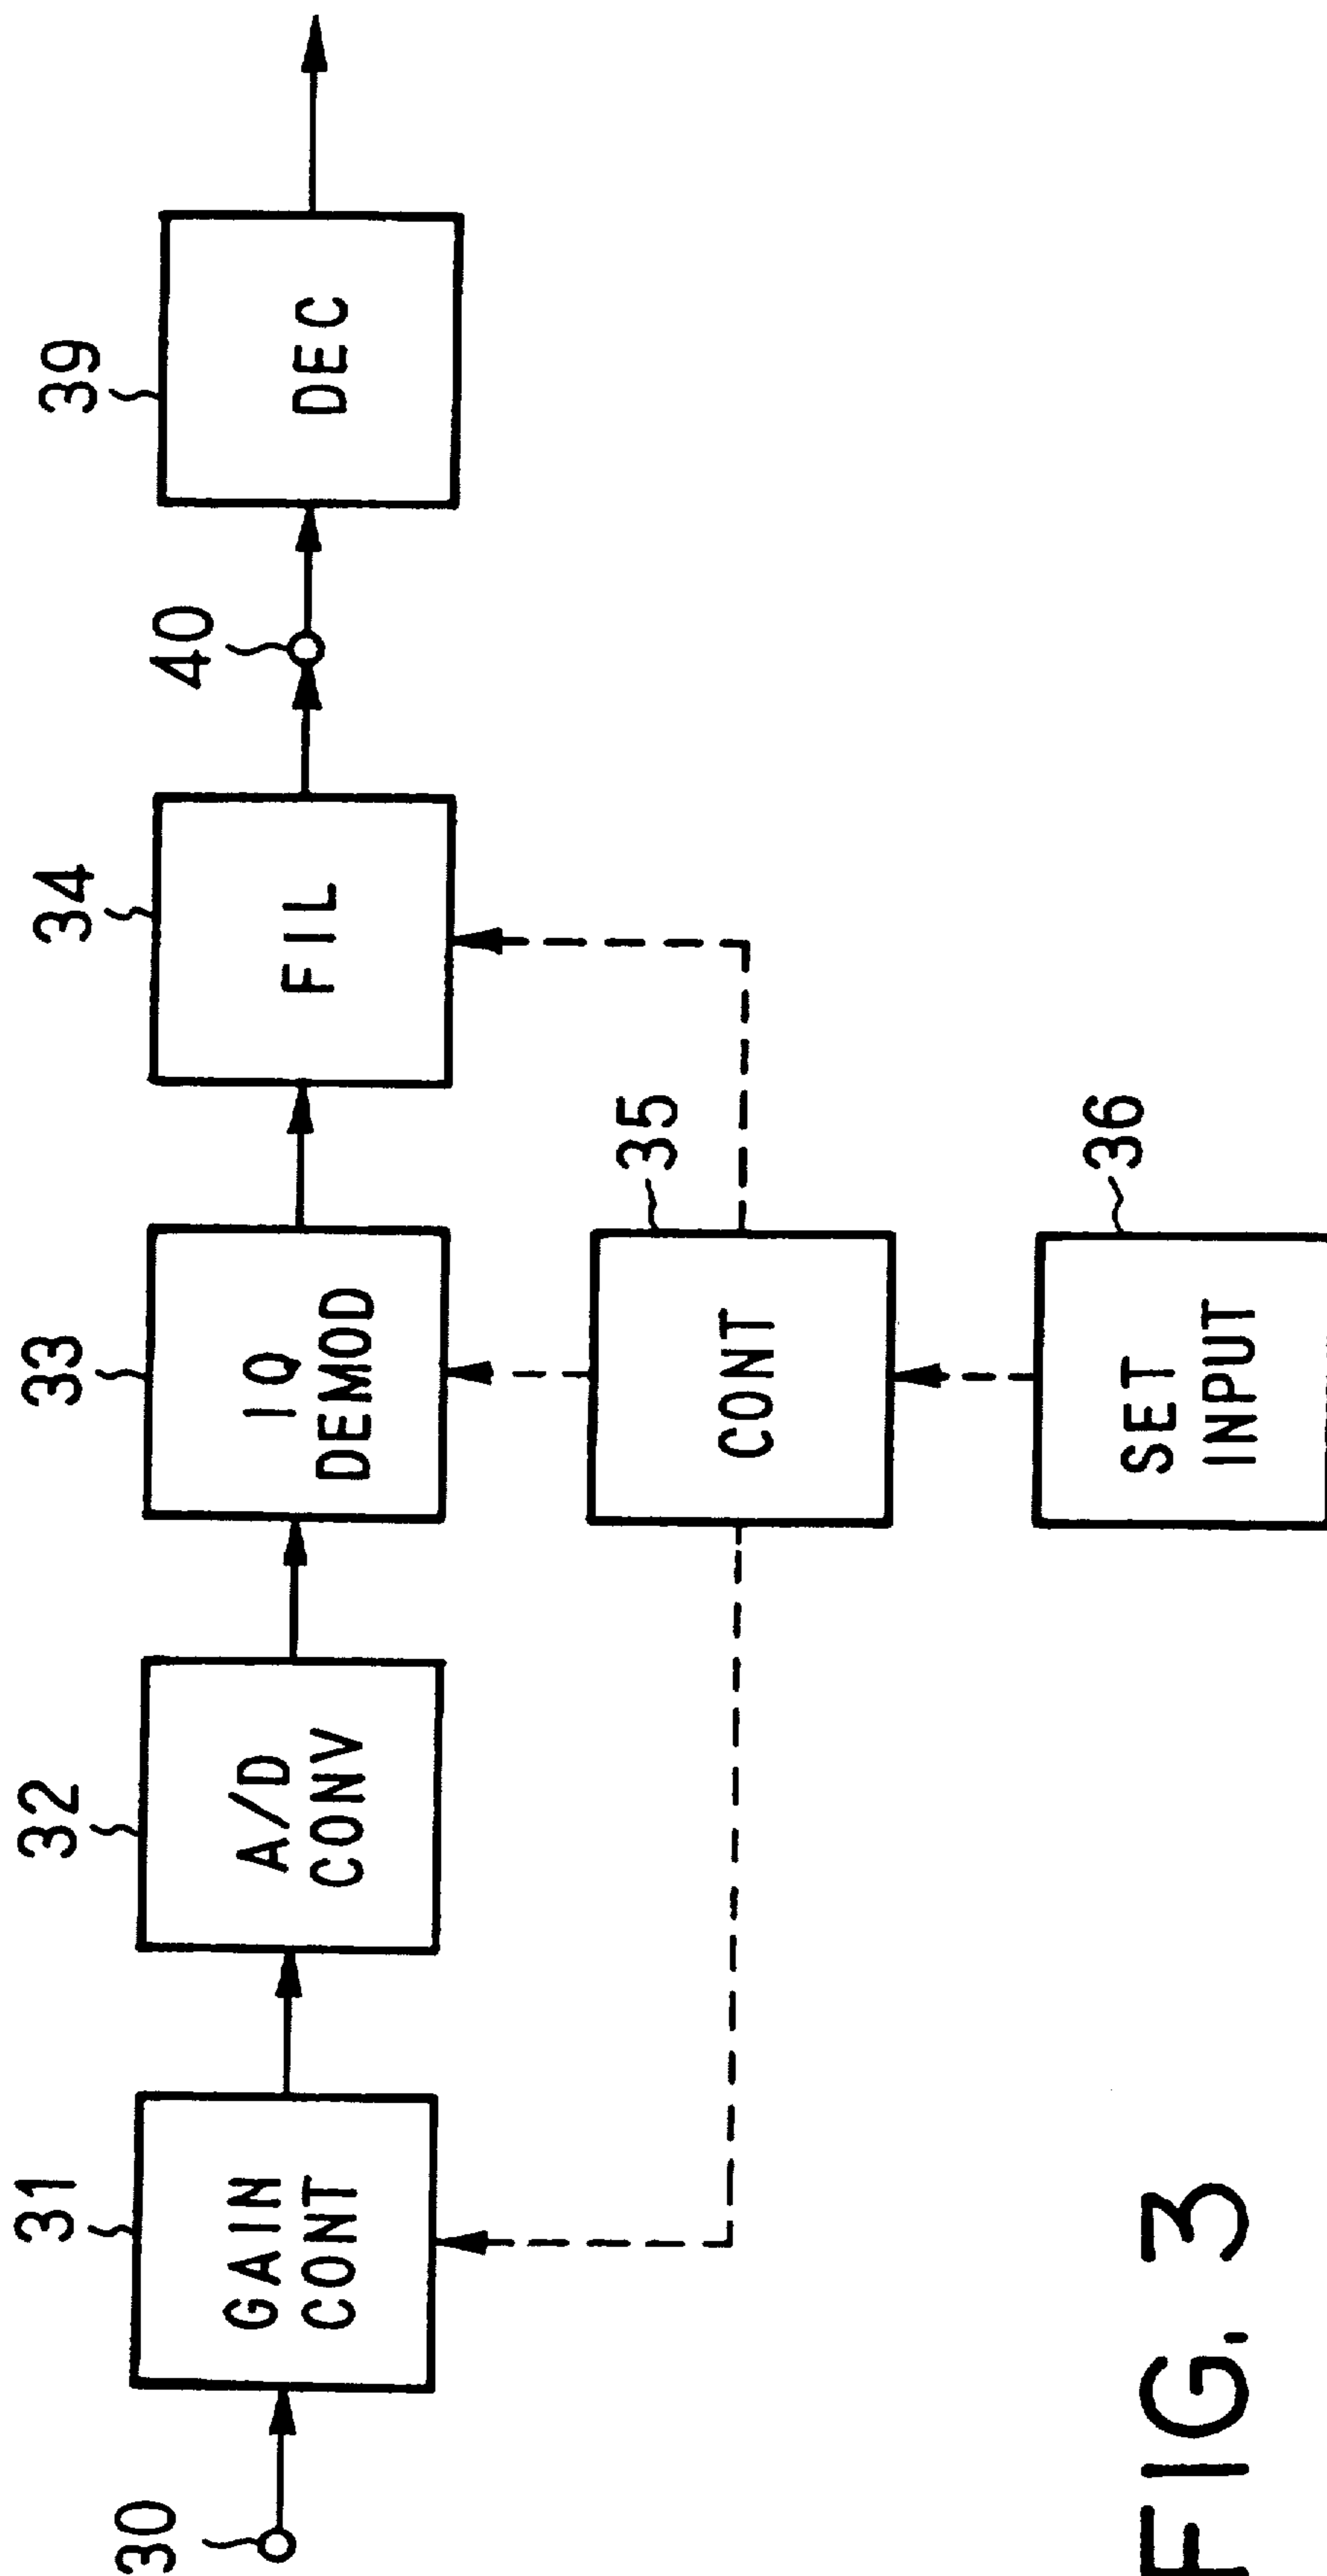 30
31
GAIN
CONT
32
A/D
CONV
33
IQ
DEMOD
34
FIL
40
39
DEC
35
CONT
36
SET
INPUT
FIG. 3